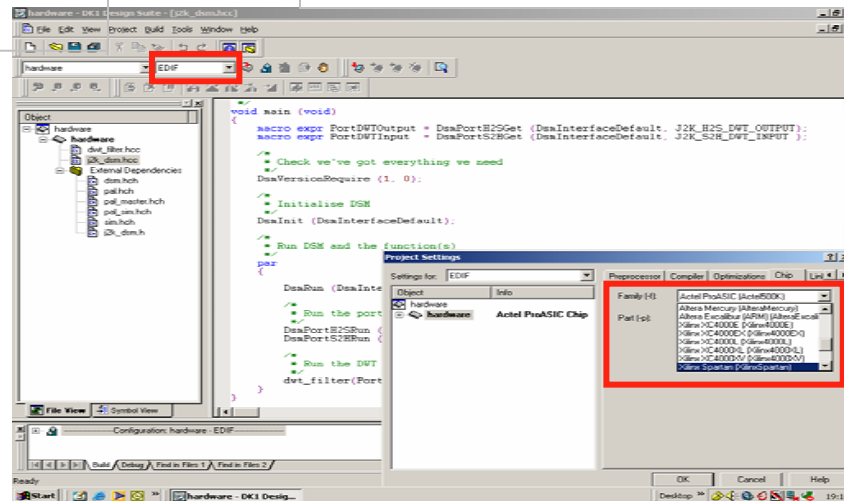 hardware - DK1 Design Suite - [j2k_dsm.hcc]
File Edit View Project Build Tools Window Help
hardware EDIF
Object
hardware
hardware
dwt_filter.hcc
j2k_dsm.hcc
External Dependencies
dsm.hch
pal.hch
pal_master.hch
pal_sim.hch
sim.hch
j2k_dsm.h
File View Symbol View
*/
void main (void)
{
macro expr PortDWTOutput = DsmPortH2SGet (DsmInterfaceDefault, J2K_H2S_DWT_OUTPUT);
macro expr PortDWTInput = DsmPortS2HGet (DsmInterfaceDefault, J2K_S2H_DWT_INPUT );
/*
* Check we've got everything we need
*/
DsmVersionRequire (1, 0);
/*
* Initialise DSM
*/
DsmInit (DsmInterfaceDefault);
/*
* Run DSM and the function(s)
*/
par
{
DsmRun (DsmInte
/*
* Run the port
*/
DsmPortH2SRun (
DsmPortS2HRun (
/*
* Run the DWT
*/
dwt_filter(Port
}
}
Project Settings
Settings for: EDIF
Object Info
hardware
hardware Actel ProASIC Chip
Preprocessor Compiler Optimizations Chip Linl
Family (-f): Actel ProASIC (Actel500K)
Part (-p):
Altera Mercury (AlteraMercury)
Altera Excalibur (ARM) (AlteraExcali
Xilinx XC4000E (Xilinx4000E)
Xilinx XC4000EX (Xilinx4000EX)
Xilinx XC4000L (Xilinx4000L)
Xilinx XC4000XL (Xilinx4000XL)
Xilinx XC4000XV (Xilinx4000XV)
Xilinx Spartan (XilinxSpartan)
OK Cancel Help
Configuration: hardware - EDIF
Build Debug Find in Files 1 Find in Files 2
Ready
Start hardware - DK1 Desig... Desktop 19:1